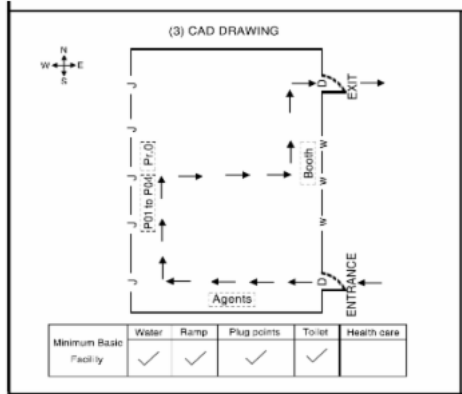 (3) CAD DRAWING
N
W E
S
D
EXIT
Pr.0
P01 to P04
Booth
W
W
W
D
ENTRANCE
Agents
Minimum Basic Facility
Water
Ramp
Plug points
Toilet
Health care